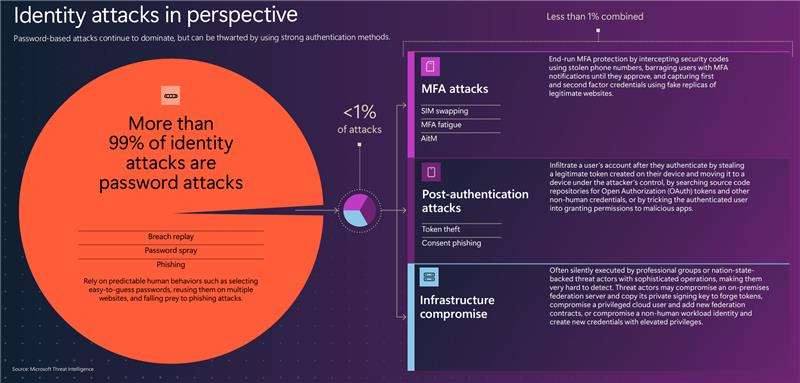 Identity attacks in perspective
Password-based attacks continue to dominate, but can be thwarted by using strong authentication methods.
More than
99% of identity
attacks are
password attacks
Breach replay
Password spray
Phishing
Rely on predictable human behaviors such as selecting
easy-to-guess passwords, reusing them on multiple
websites, and falling prey to phishing attacks.
<1%
of attacks
Less than 1% combined
MFA attacks
SIM swapping
MFA fatigue
AitM
End-run MFA protection by intercepting security codes
using stolen phone numbers, barraging users with MFA
notifications until they approve, and capturing first
and second factor credentials using fake replicas of
legitimate websites.
Post-authentication
attacks
Token theft
Consent phishing
Infiltrate a user's account after they authenticate by stealing
a legitimate token created on their device and moving it to a
device under the attacker's control, by searching source code
repositories for Open Authorization (OAuth) tokens and other
non-human credentials, or by tricking the authenticated user
into granting permissions to malicious apps.
Infrastructure
compromise
Often silently executed by professional groups or nation-state-
backed threat actors with sophisticated operations, making them
very hard to detect. Threat actors may compromise an on-premises
federation server and copy its private signing key to forge tokens,
compromise a privileged cloud user and add new federation
contracts, or compromise a non-human workload identity and
create new credentials with elevated privileges.
Source: Microsoft Threat Intelligence